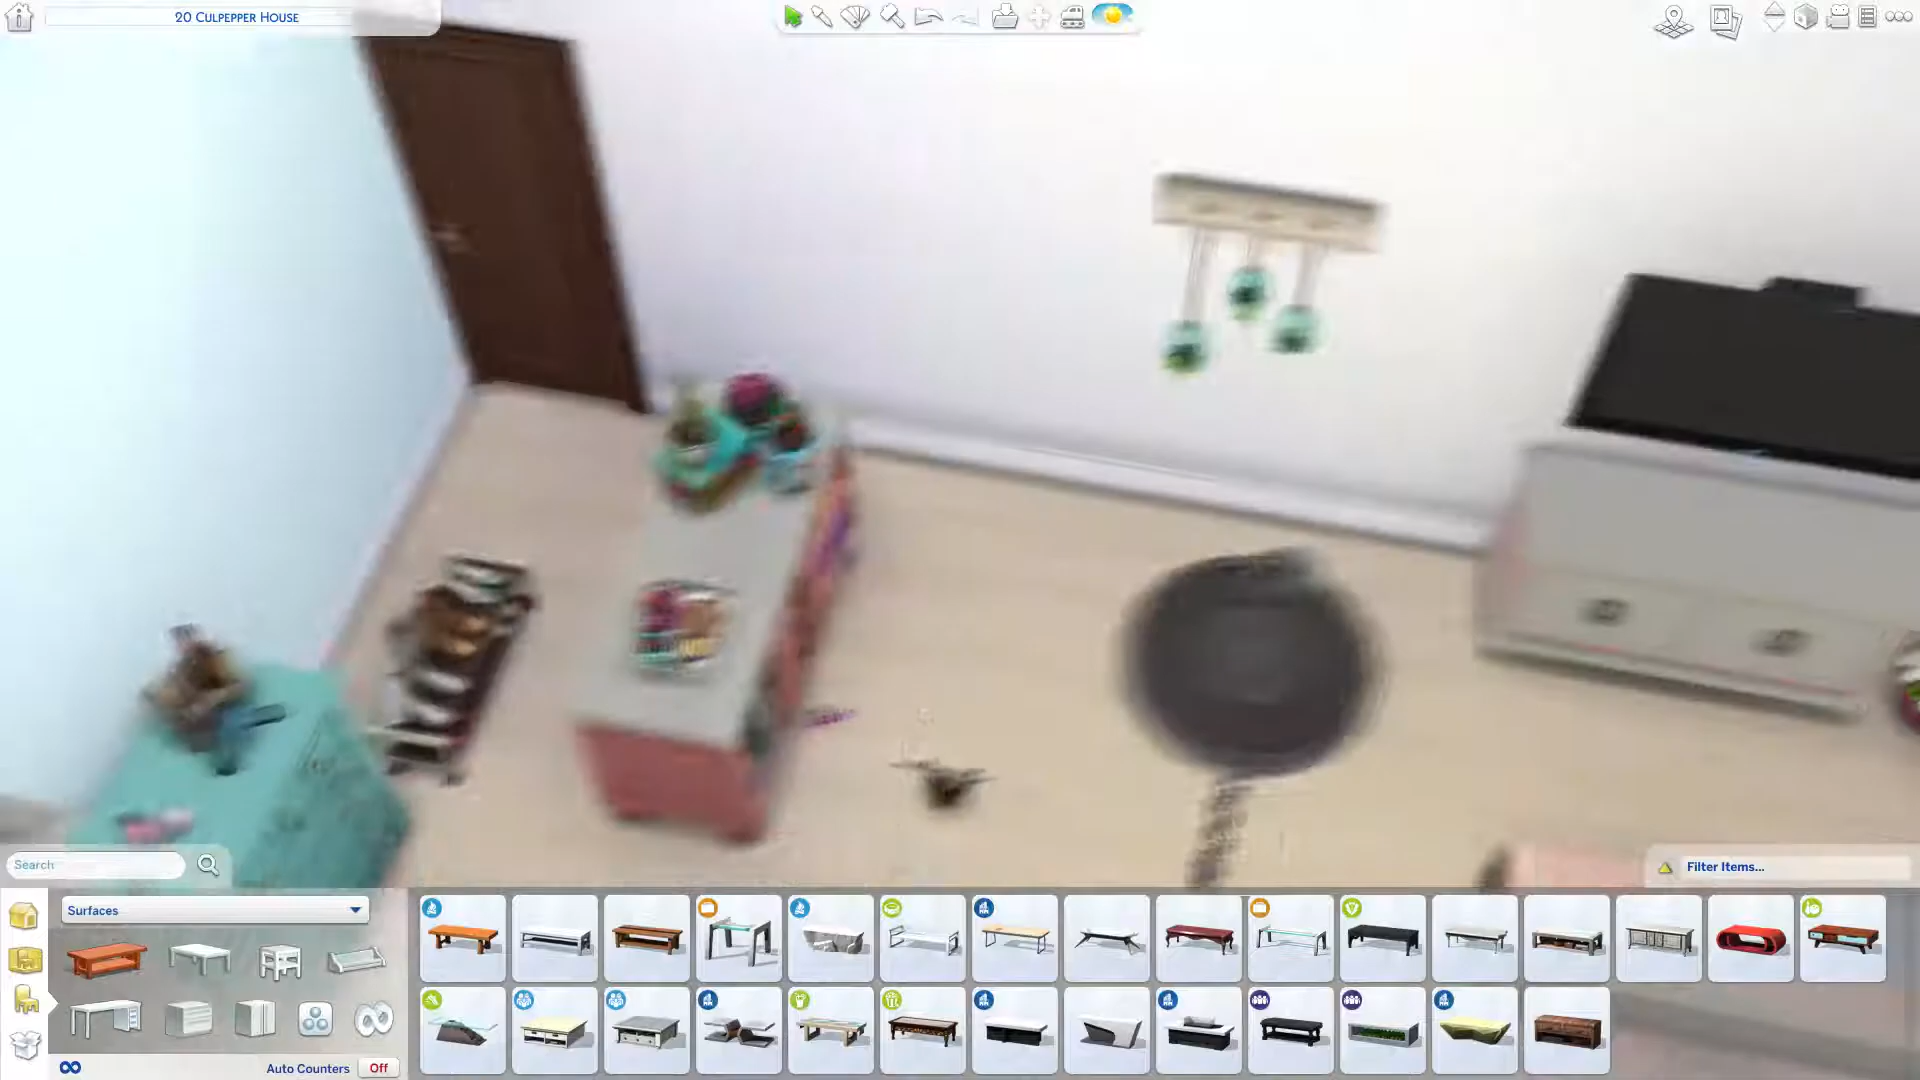 20 Culpepper House
Search
Filter Items...
Surfaces
Auto Counters
Off